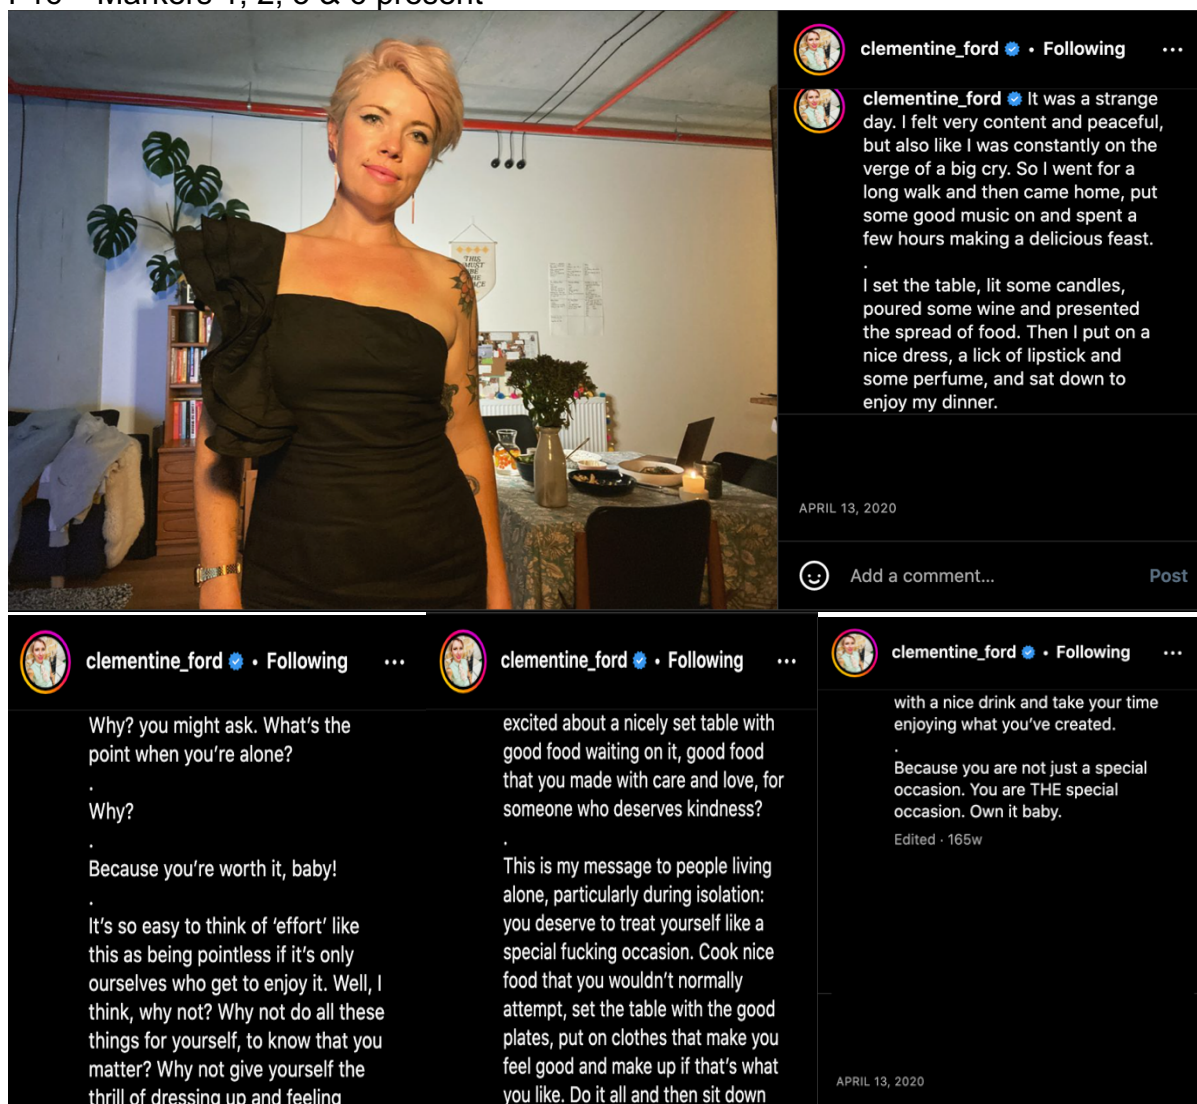 Markers 1, 2, 3 & 6 present
clementine_ford • Following
clementine_ford It was a strange
day. I felt very content and peaceful,
but also like I was constantly on the
verge of a big cry. So I went for a
long walk and then came home, put
some good music on and spent a
few hours making a delicious feast.
.
I set the table, lit some candles,
poured some wine and presented
the spread of food. Then I put on a
nice dress, a lick of lipstick and
some perfume, and sat down to
enjoy my dinner.
APRIL 13, 2020
Add a comment...
Post
THIS
MUST
BE
THE
PLACE
clementine_ford • Following
Why? you might ask. What's the
point when you're alone?
.
Why?
.
Because you're worth it, baby!
.
It's so easy to think of 'effort' like
this as being pointless if it's only
ourselves who get to enjoy it. Well, I
think, why not? Why not do all these
things for yourself, to know that you
matter? Why not give yourself the
thrill of dressing up and feeling
clementine_ford • Following
excited about a nicely set table with
good food waiting on it, good food
that you made with care and love, for
someone who deserves kindness?
.
This is my message to people living
alone, particularly during isolation:
you deserve to treat yourself like a
special fucking occasion. Cook nice
food that you wouldn't normally
attempt, set the table with the good
plates, put on clothes that make you
feel good and make up if that's what
you like. Do it all and then sit down
clementine_ford • Following
with a nice drink and take your time
enjoying what you've created.
.
Because you are not just a special
occasion. You are THE special
occasion. Own it baby.
Edited · 165w
APRIL 13, 2020